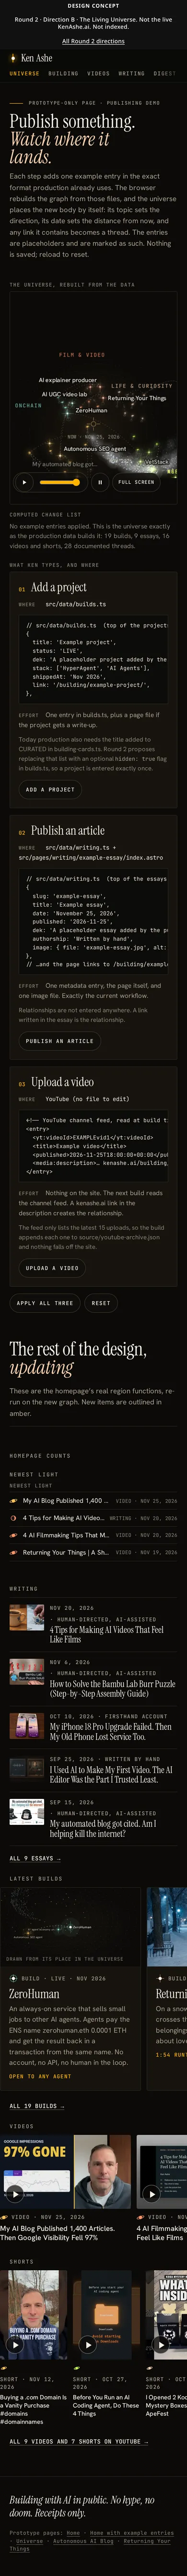 DESIGN CONCEPT
Round 2 · Direction B · The Living Universe. Not the live
KenAshe.ai. Not indexed.
All Round 2 directions
Ken Ashe
UNIVERSE BUILDING VIDEOS WRITING DIGEST
PROTOTYPE-ONLY PAGE · PUBLISHING DEMO
Publish something.
Watch where it
lands.
Each step adds one example entry in the exact
format kenashe.ai already uses. The browser
rebuilds the graph from those files, and the universe
places the new body by itself: its topic sets the
direction, its date sets the distance from now, and
any link it contains becomes a thread. The entries
are placeholders and are marked as such. Nothing
is saved; reload to reset.
THE UNIVERSE, REBUILT FROM THE DATA
FILM & VIDEO
AI explainer producer
LIFE & CURIOSITY
AI UGC video lab
Returning Your Things
ONCHAIN
ZeroHuman
NOW · NOV 25, 2026
Autonomous SEO agent
VetStack
My automated blog got…
FULL SCREEN
COMPUTED CHANGE LIST
No example entries applied. This is the universe
exactly as the production data builds it: 19 builds, 9 essays, 16
videos and shorts, 28 documented threads.
WHAT KEN TYPES, AND WHERE
01 Add a project
WHERE src/data/builds.ts
// src/data/builds.ts (top of the project
{
title: 'Example project',
status: 'LIVE',
dek: 'A placeholder project added by the
stack: ['HyperAgent', 'AI Agents'],
shippedAt: 'Nov 2026',
link: '/building/example-project/',
},
EFFORT One entry in builds.ts, plus a page file if
the project gets a write-up.
Today production also needs the title added to
CURATED in building-cards.ts. Round 2 proposes
replacing that list with an optional hidden: true flag
in builds.ts, so a project is entered exactly once.
ADD A PROJECT
02 Publish an article
WHERE src/data/writing.ts +
src/pages/writing/example-essay/index.astro
// src/data/writing.ts (top of the essays
{
slug: 'example-essay',
title: 'Example essay',
date: 'November 25, 2026',
published: '2026-11-25',
dek: 'A placeholder essay added by the pu
authorship: 'Written by hand',
image: { file: 'example-essay.jpg', alt:
},
// …and the page links to /building/exampl
EFFORT One metadata entry, the page itself, and
one image file. Exactly the current workflow.
Relationships are not entered anywhere. A link
written in the essay is the relationship.
PUBLISH AN ARTICLE
03 Upload a video
WHERE YouTube (no file to edit)
<!-- YouTube channel feed, read at build ti
<entry>
<yt:videoId>EXAMPLEvid1</yt:videoId>
<title>Example video</title>
<published>2026-11-25T18:00:00+00:00</pu
<media:description>… kenashe.ai/building/
</entry>
EFFORT Nothing on the site. The next build reads
the channel feed. A kenashe.ai link in the
description creates the relationship.
The feed only lists the latest 15 uploads, so the build
appends each one to source/youtube-archive.json
and nothing falls off the site.
UPLOAD A VIDEO
APPLY ALL THREE RESET
The rest of the design,
updating
These are the homepage's real region functions, re-
run on the new graph. New items are outlined in
amber.
HOMEPAGE COUNTS
NEWEST LIGHT
NEWEST LIGHT
My AI Blog Published 1,400 … VIDEO · NOV 25, 2026
4 Tips for Making AI Video… WRITING · NOV 20, 2026
4 AI Filmmaking Tips That M… VIDEO · NOV 20, 2026
Returning Your Things | A Sh… VIDEO · NOV 19, 2026
WRITING
NOV 20, 2026
· HUMAN-DIRECTED, AI-ASSISTED
4 Tips for Making AI Videos That Feel
Like Films
NOV 6, 2026
· HUMAN-DIRECTED, AI-ASSISTED
How to Solve the Bambu Lab Burr Puzzle
(Step-by-Step Assembly Guide)
OCT 10, 2026 · FIRSTHAND ACCOUNT
My iPhone 18 Pro Upgrade Failed. Then
My Old Phone Lost Service Too.
SEP 25, 2026 · WRITTEN BY HAND
I Used AI to Make My First Video. The AI
Editor Was the Part I Trusted Least.
SEP 15, 2026
· HUMAN-DIRECTED, AI-ASSISTED
My automated blog got cited. Am I
helping kill the internet?
ALL 9 ESSAYS →
LATEST BUILDS
DRAWN FROM ITS PLACE IN THE UNIVERSE
BUILD · LIVE · NOV 2026
ZeroHuman
An always-on service that sells small
jobs to other AI agents. Agents pay the
ENS name zerohuman.eth 0.0001 ETH
and get the result back in a
transaction from the same name. No
account, no API, no human in the loop.
OPEN TO ANY AGENT
BUILD
Returni
On a snow
crosses th
belongings
about love
1:54 RUNT
ALL 19 BUILDS →
VIDEOS
97% GONE
VIDEO · NOV 25, 2026
My AI Blog Published 1,400 Articles.
Then Google Visibility Fell 97%
VIDEO · NOV
4 AI Filmmaking
Feel Like Films
SHORTS
SHORT · NOV 12,
2026
Buying a .com Domain Is
a Vanity Purchase
#domains
#domainnames
SHORT · OCT 27,
2026
Before You Run an AI
Coding Agent, Do These
4 Things
SHORT · OCT
2026
I Opened 2 Kod
Mystery Boxes
ApeFest
ALL 9 VIDEOS AND 7 SHORTS ON YOUTUBE →
Building with AI in public. No hype, no
doom. Receipts only.
Prototype pages: Home · Home with example entries
· Universe · Autonomous AI Blog · Returning Your
Things